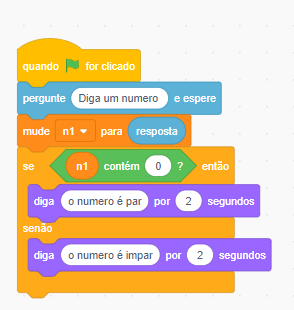 quando for clicado
pergunte Diga um numero e espere
mude n1 para resposta
se n1 contém 0 ? então
diga o numero é par por 2 segundos
senão
diga o numero é impar por 2 segundos